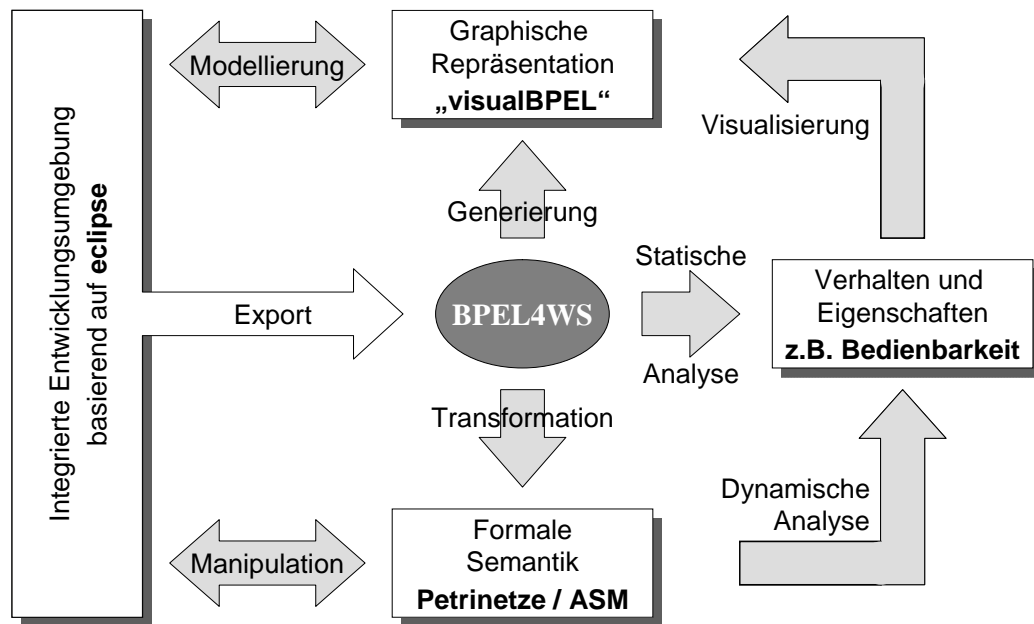 Integrierte Entwicklungsumgebung
basierend auf eclipse
Modellierung
Graphische
Repräsentation
„visualBPEL“
Visualisierung
Generierung
Export
BPEL4WS
Statische
Analyse
Verhalten und
Eigenschaften
z.B. Bedienbarkeit
Transformation
Manipulation
Formale
Semantik
Petrinetze / ASM
Dynamische
Analyse